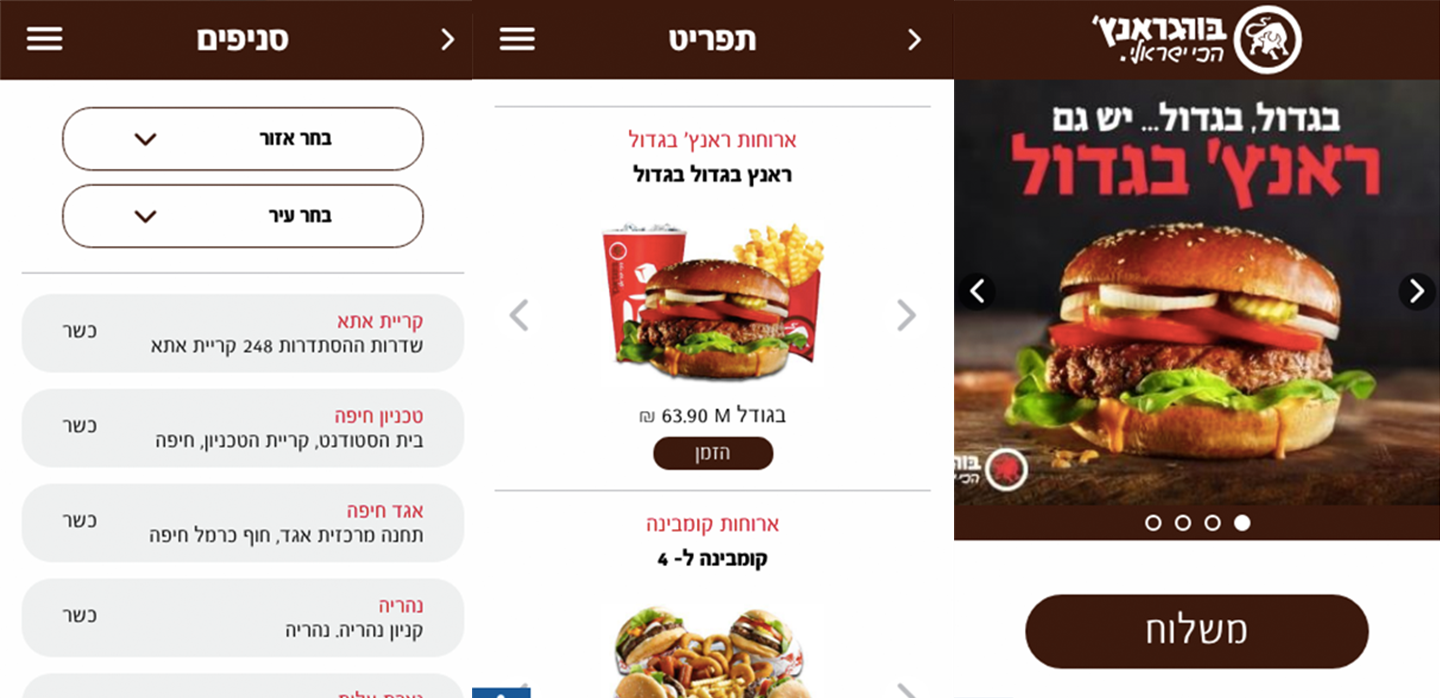 בורגראנץ'
הכי ישראלי.
בגדול, בגדול... יש גם
ראנץ' בגדול
משלוח
תפריט
ארוחות ראנץ' בגדול
ראנץ בגדול בגדול
בגודל M 63.90 ₪
הזמן
ארוחות קומבינה
קומבינה ל- 4
סניפים
בחר אזור
בחר עיר
קריית אתא
שדרות ההסתדרות 248 קריית אתא
כשר
טכניון חיפה
בית הסטודנט, קריית הטכניון, חיפה
כשר
אגד חיפה
תחנה מרכזית אגד, חוף כרמל חיפה
כשר
נהריה
קניון נהריה. נהריה
כשר